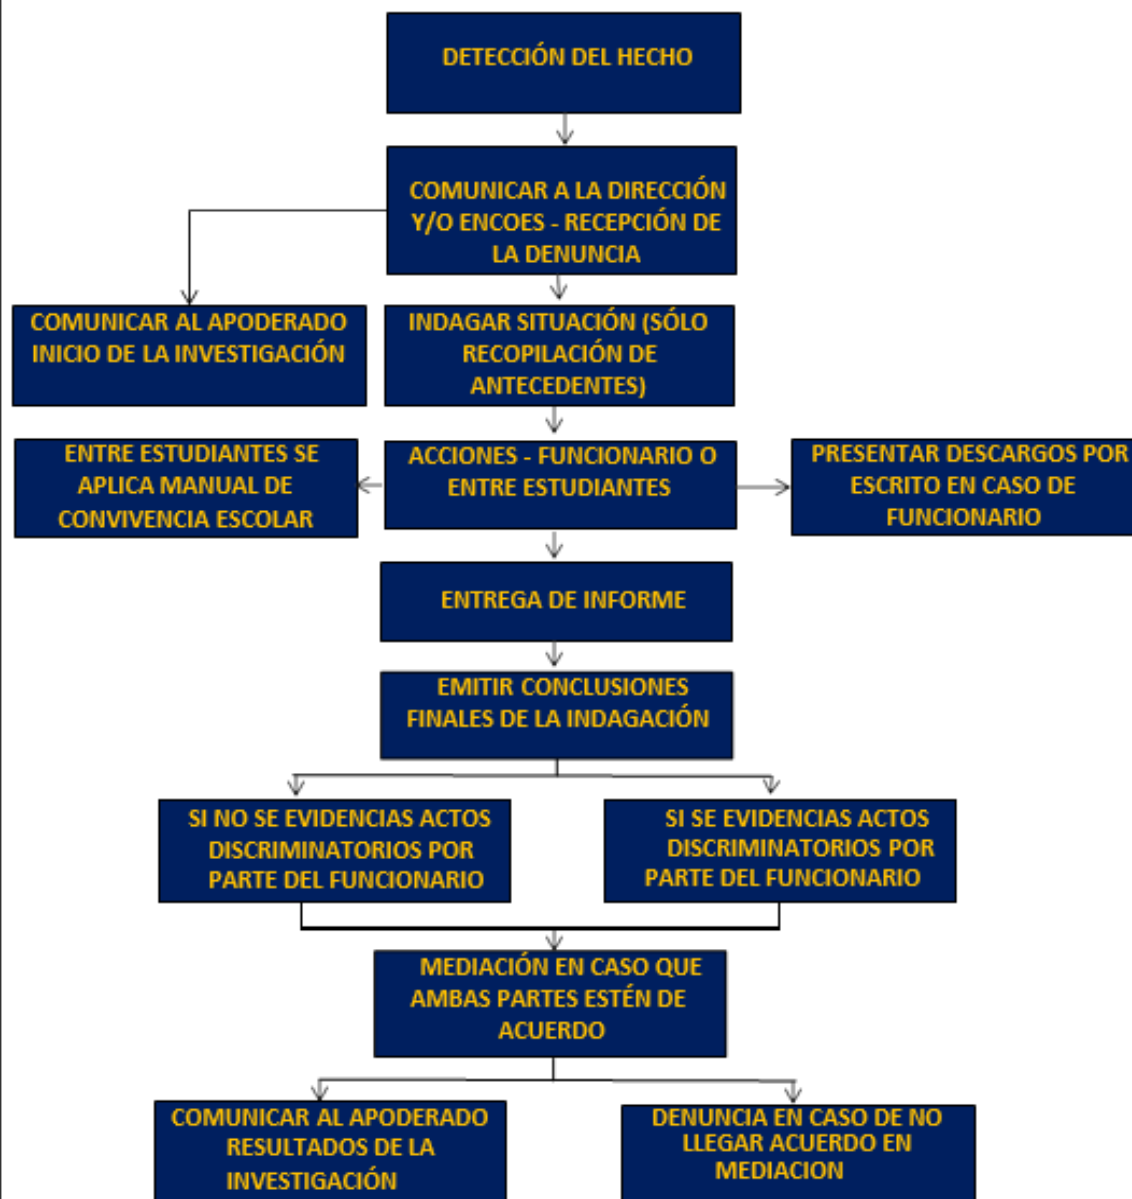 DETECCIÓN DEL HECHO
COMUNICAR A LA DIRECCIÓN
Y/O ENCOES - RECEPCIÓN DE
LA DENUNCIA
COMUNICAR AL APODERADO
INICIO DE LA INVESTIGACIÓN
INDAGAR SITUACIÓN (SÓLO
RECOPILACIÓN DE
ANTECEDENTES)
ENTRE ESTUDIANTES SE
APLICA MANUAL DE
CONVIVENCIA ESCOLAR
ACCIONES - FUNCIONARIO O
ENTRE ESTUDIANTES
PRESENTAR DESCARGOS POR
ESCRITO EN CASO DE
FUNCIONARIO
ENTREGA DE INFORME
EMITIR CONCLUSIONES
FINALES DE LA INDAGACIÓN
SI NO SE EVIDENCIAS ACTOS
DISCRIMINATORIOS POR
PARTE DEL FUNCIONARIO
SI SE EVIDENCIAS ACTOS
DISCRIMINATORIOS POR
PARTE DEL FUNCIONARIO
MEDIACIÓN EN CASO QUE
AMBAS PARTES ESTÉN DE
ACUERDO
COMUNICAR AL APODERADO
RESULTADOS DE LA
INVESTIGACIÓN
DENUNCIA EN CASO DE NO
LLEGAR ACUERDO EN
MEDIACION